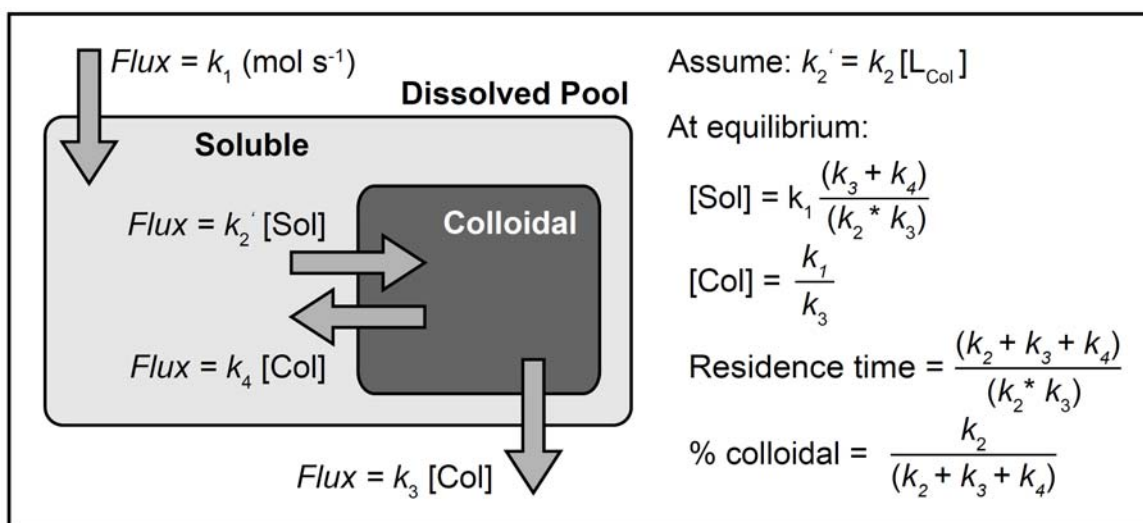 Flux = k₁ (mol s⁻¹)
Dissolved Pool
Soluble
Flux = k₂' [Sol]
Colloidal
Flux = k₄ [Col]
Flux = k₃ [Col]
Assume: k₂' = k₂ [L_Col]
At equilibrium:
[Sol] = k₁ (k₃ + k₄) / (k₂ * k₃)
[Col] = k₁ / k₃
Residence time = (k₂ + k₃ + k₄) / (k₂ * k₃)
% colloidal = k₂ / (k₂ + k₃ + k₄)